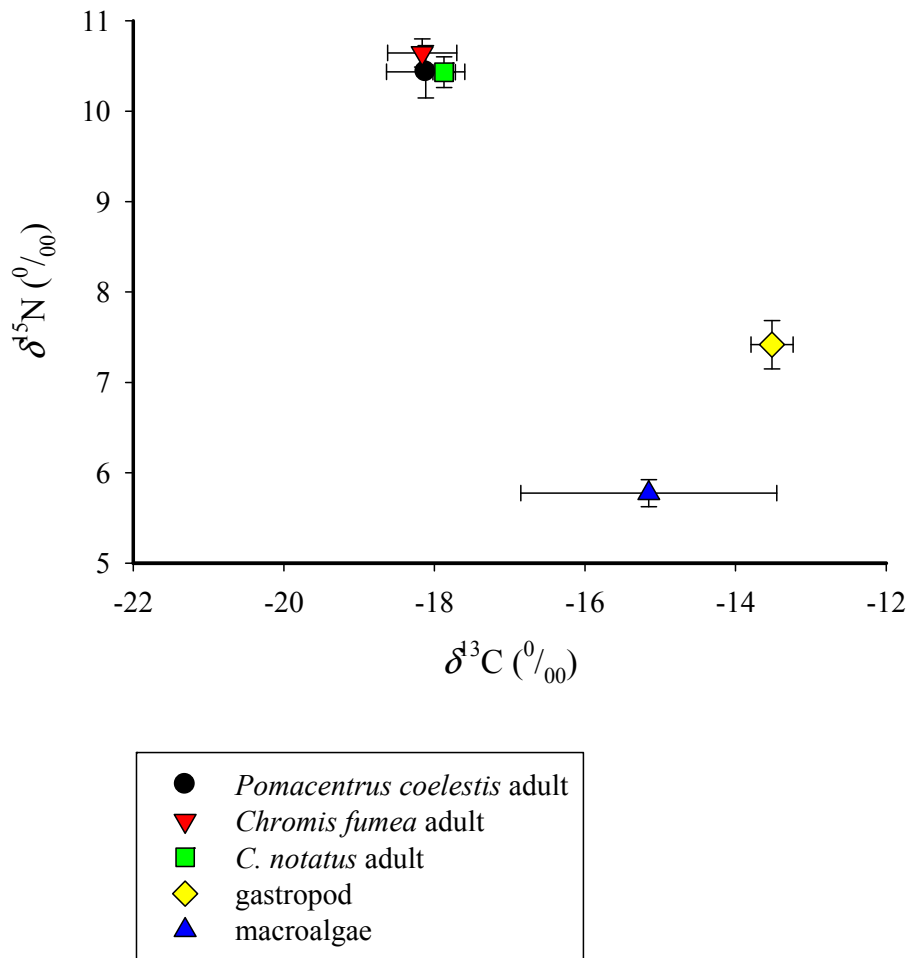 11
10
9
8
7
6
5
δ¹⁵N (⁰/₀₀)
-22 -20 -18 -16 -14 -12
δ¹³C (⁰/₀₀)
Pomacentrus coelestis adult
Chromis fumea adult
C. notatus adult
gastropod
macroalgae